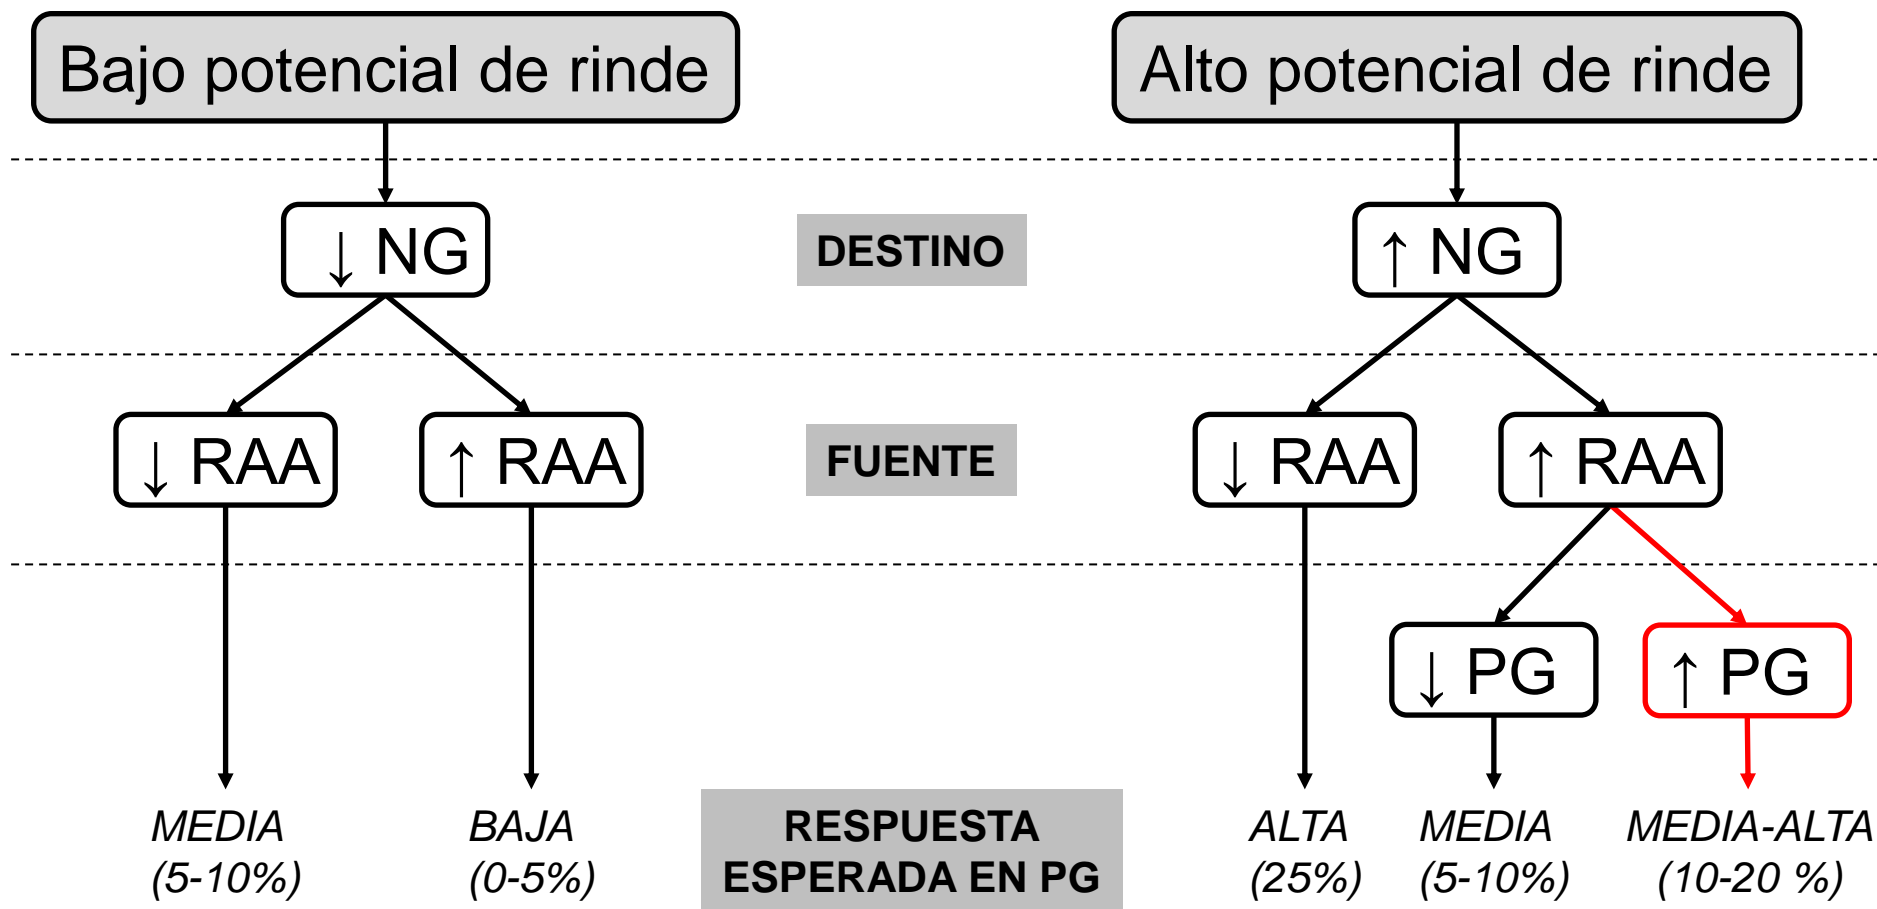 Bajo potencial de rinde
Alto potencial de rinde
↓ NG
DESTINO
↑ NG
↓ RAA
↑ RAA
FUENTE
↓ RAA
↑ RAA
↓ PG
↑ PG
MEDIA
(5-10%)
BAJA
(0-5%)
RESPUESTA
ESPERADA EN PG
ALTA
(25%)
MEDIA
(5-10%)
MEDIA-ALTA
(10-20 %)